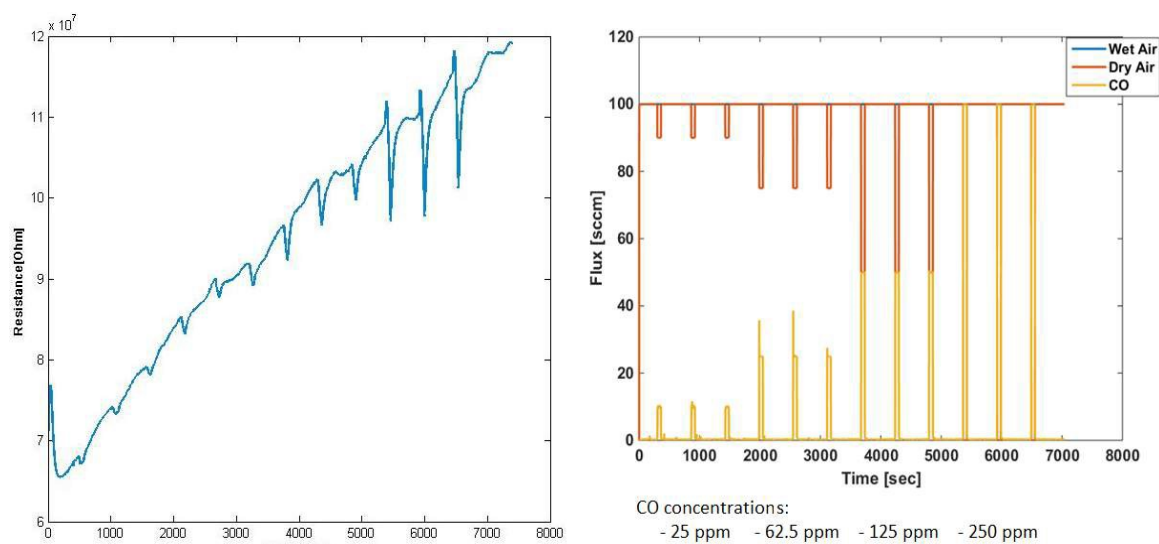 x 10⁷
12
11
10
9
8
7
6
Resistance[Ohm]
0 1000 2000 3000 4000 5000 6000 7000 8000
120
100
80
60
40
20
0
Flux [sccm]
Wet Air
Dry Air
CO
0 1000 2000 3000 4000 5000 6000 7000 8000
Time [sec]
CO concentrations:
- 25 ppm - 62.5 ppm - 125 ppm - 250 ppm